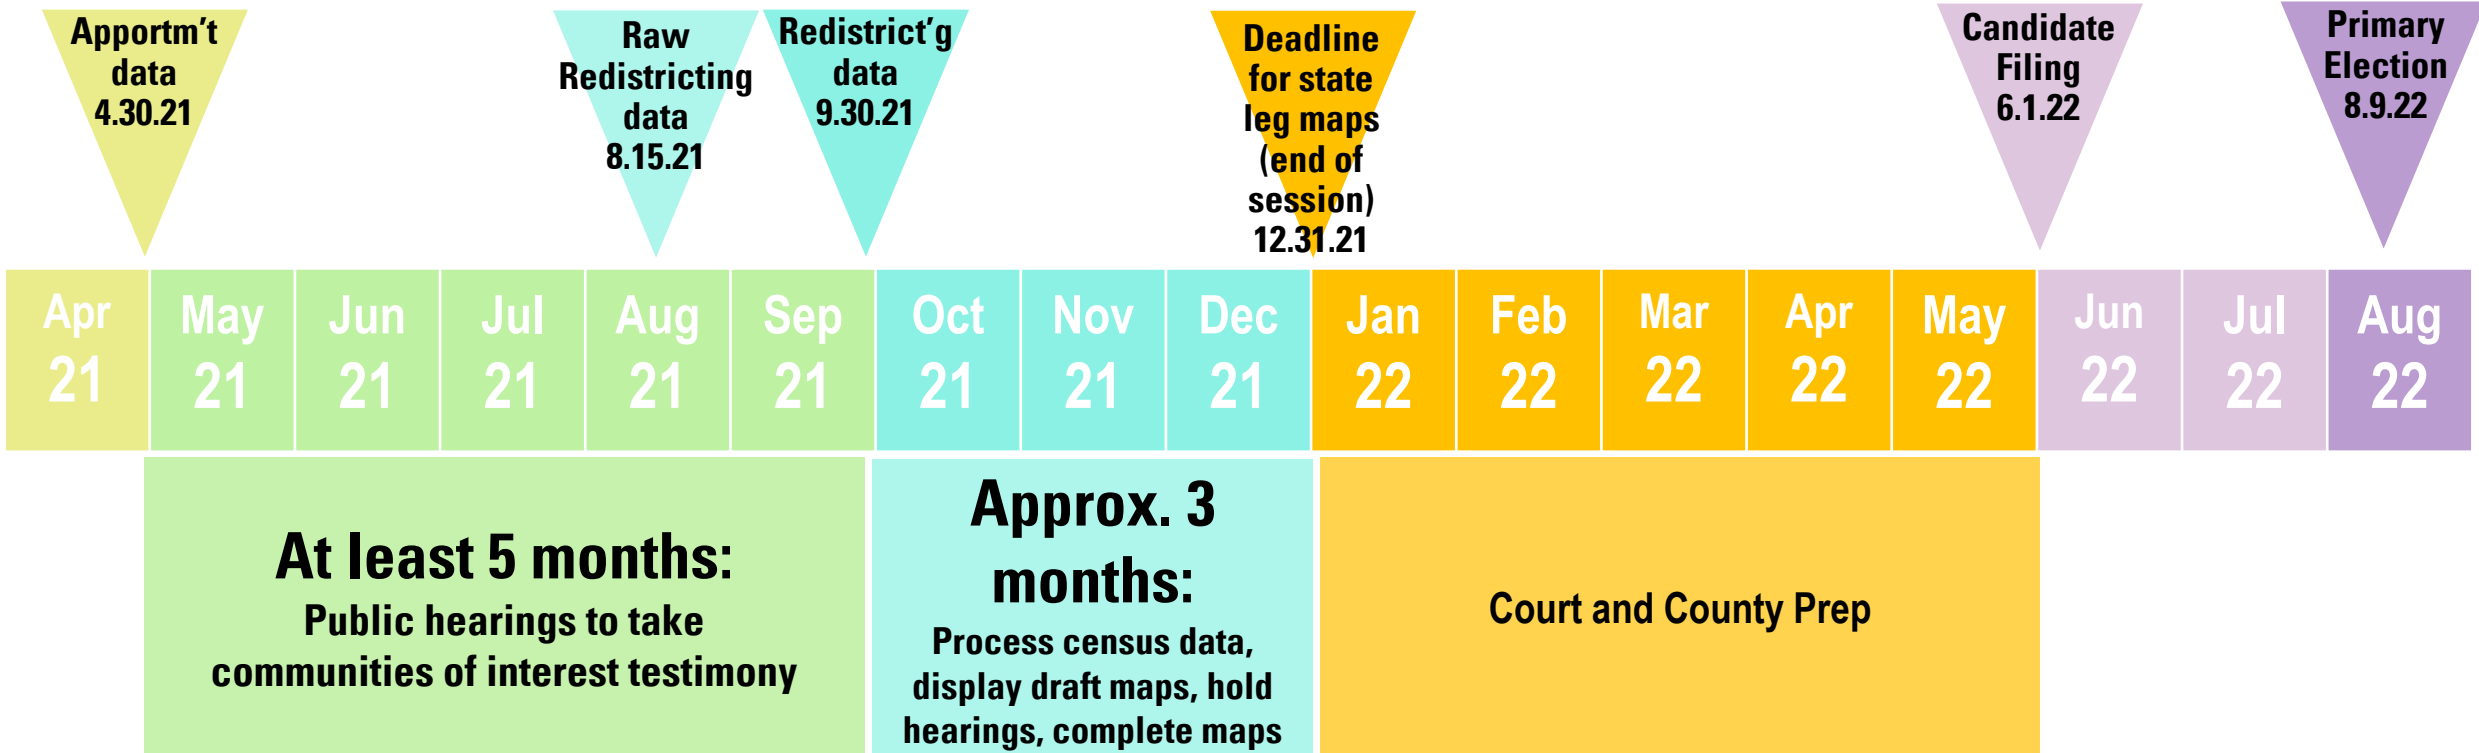 Apportm’t
data
4.30.21
Raw
Redistricting
data
8.15.21
Redistrict’g
data
9.30.21
Deadline
for state
leg maps
(end of
session)
12.31.21
Candidate
Filing
6.1.22
Primary
Election
8.9.22
Apr
21
May
21
Jun
21
Jul
21
Aug
21
Sep
21
Oct
21
Nov
21
Dec
21
Jan
22
Feb
22
Mar
22
Apr
22
May
22
Jun
22
Jul
22
Aug
22
At least 5 months:
Public hearings to take
communities of interest testimony
Approx. 3
months:
Process census data,
display draft maps, hold
hearings, complete maps
Court and County Prep